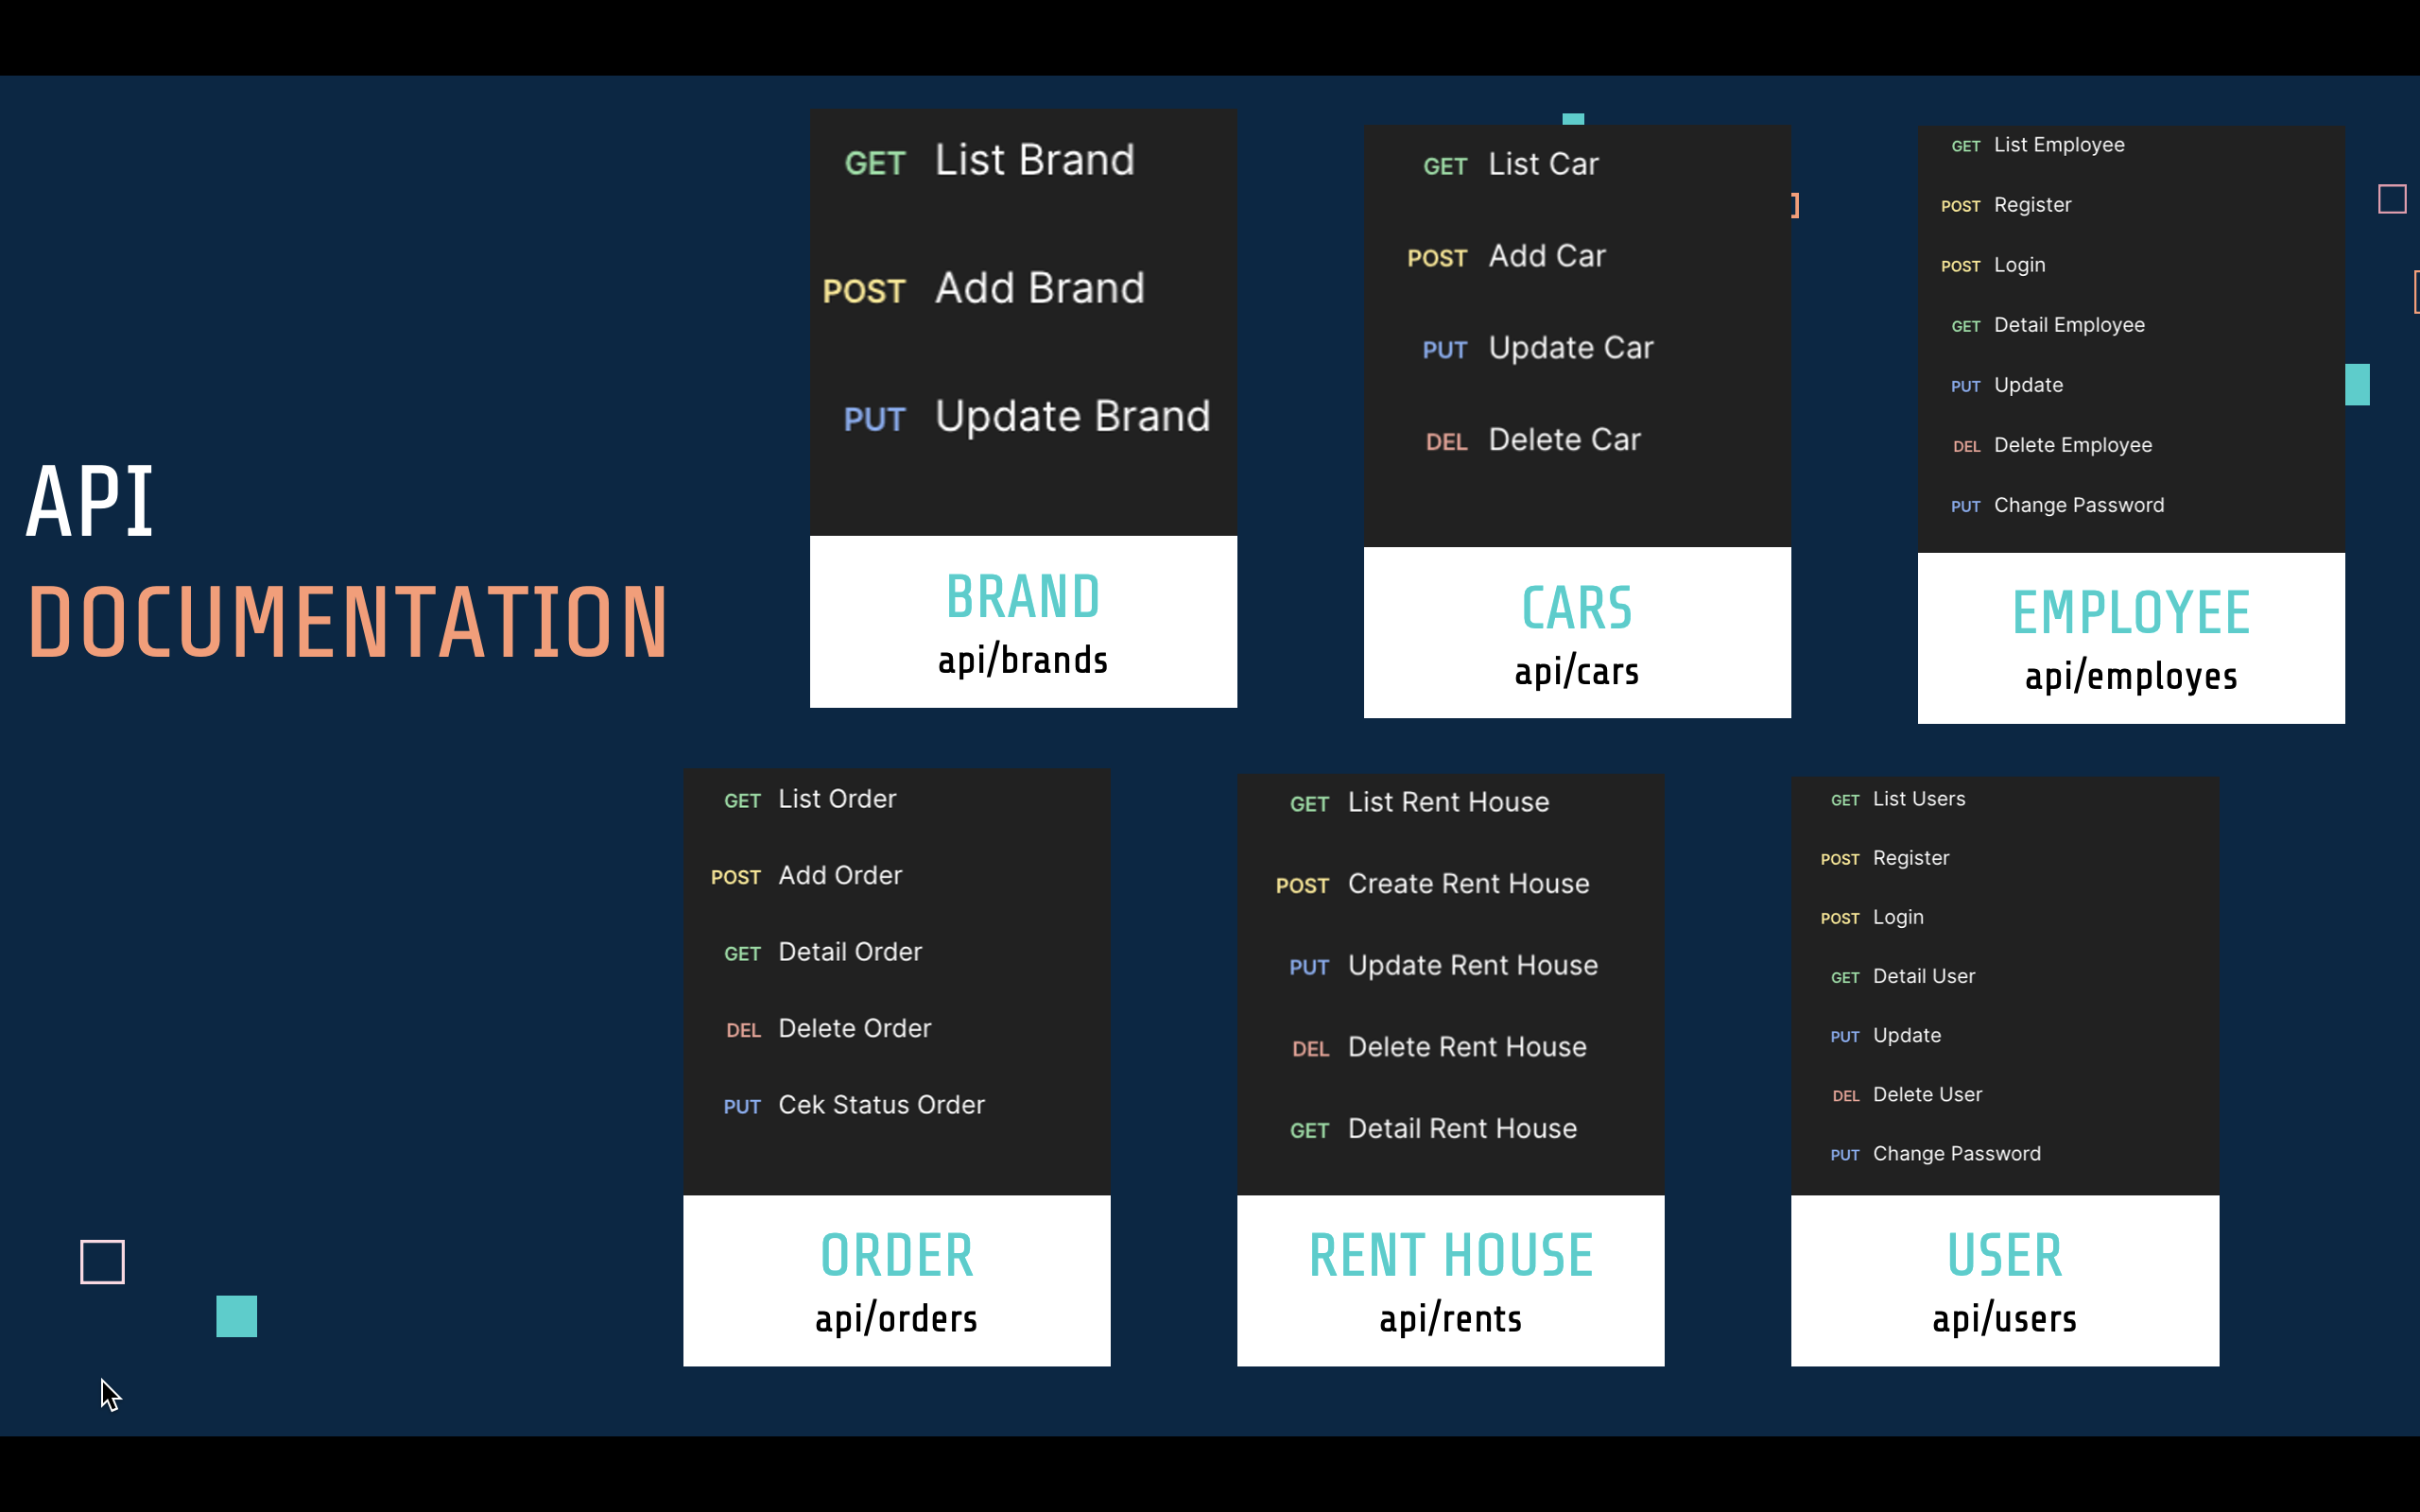 API
DOCUMENTATION
GET List Brand
POST Add Brand
PUT Update Brand
BRAND
api/brands
GET List Car
POST Add Car
PUT Update Car
DEL Delete Car
CARS
api/cars
GET List Employee
POST Register
POST Login
GET Detail Employee
PUT Update
DEL Delete Employee
PUT Change Password
EMPLOYEE
api/employes
GET List Order
POST Add Order
GET Detail Order
DEL Delete Order
PUT Cek Status Order
ORDER
api/orders
GET List Rent House
POST Create Rent House
PUT Update Rent House
DEL Delete Rent House
GET Detail Rent House
RENT HOUSE
api/rents
GET List Users
POST Register
POST Login
GET Detail User
PUT Update
DEL Delete User
PUT Change Password
USER
api/users